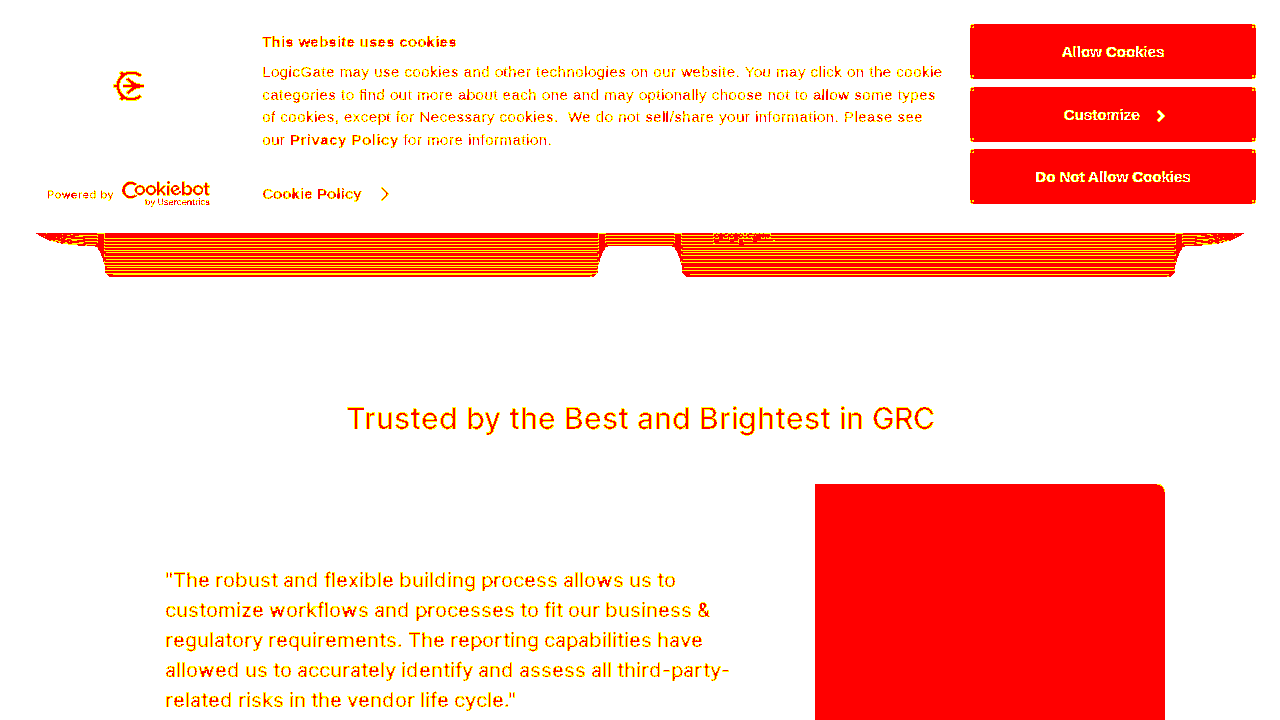 This website uses cookies
LogicGate may use cookies and other technologies on our website. You may click on the cookie
categories to find out more about each one and may optionally choose not to allow some types
of cookies, except for Necessary cookies.  We do not sell/share your information. Please see
our Privacy Policy for more information.
Powered by Cookiebot
by Usercentrics
Cookie Policy
Allow Cookies
Customize
Do Not Allow Cookies
Trusted by the Best and Brightest in GRC
"The robust and flexible building process allows us to
customize workflows and processes to fit our business &
regulatory requirements. The reporting capabilities have
allowed us to accurately identify and assess all third-party-
related risks in the vendor life cycle."